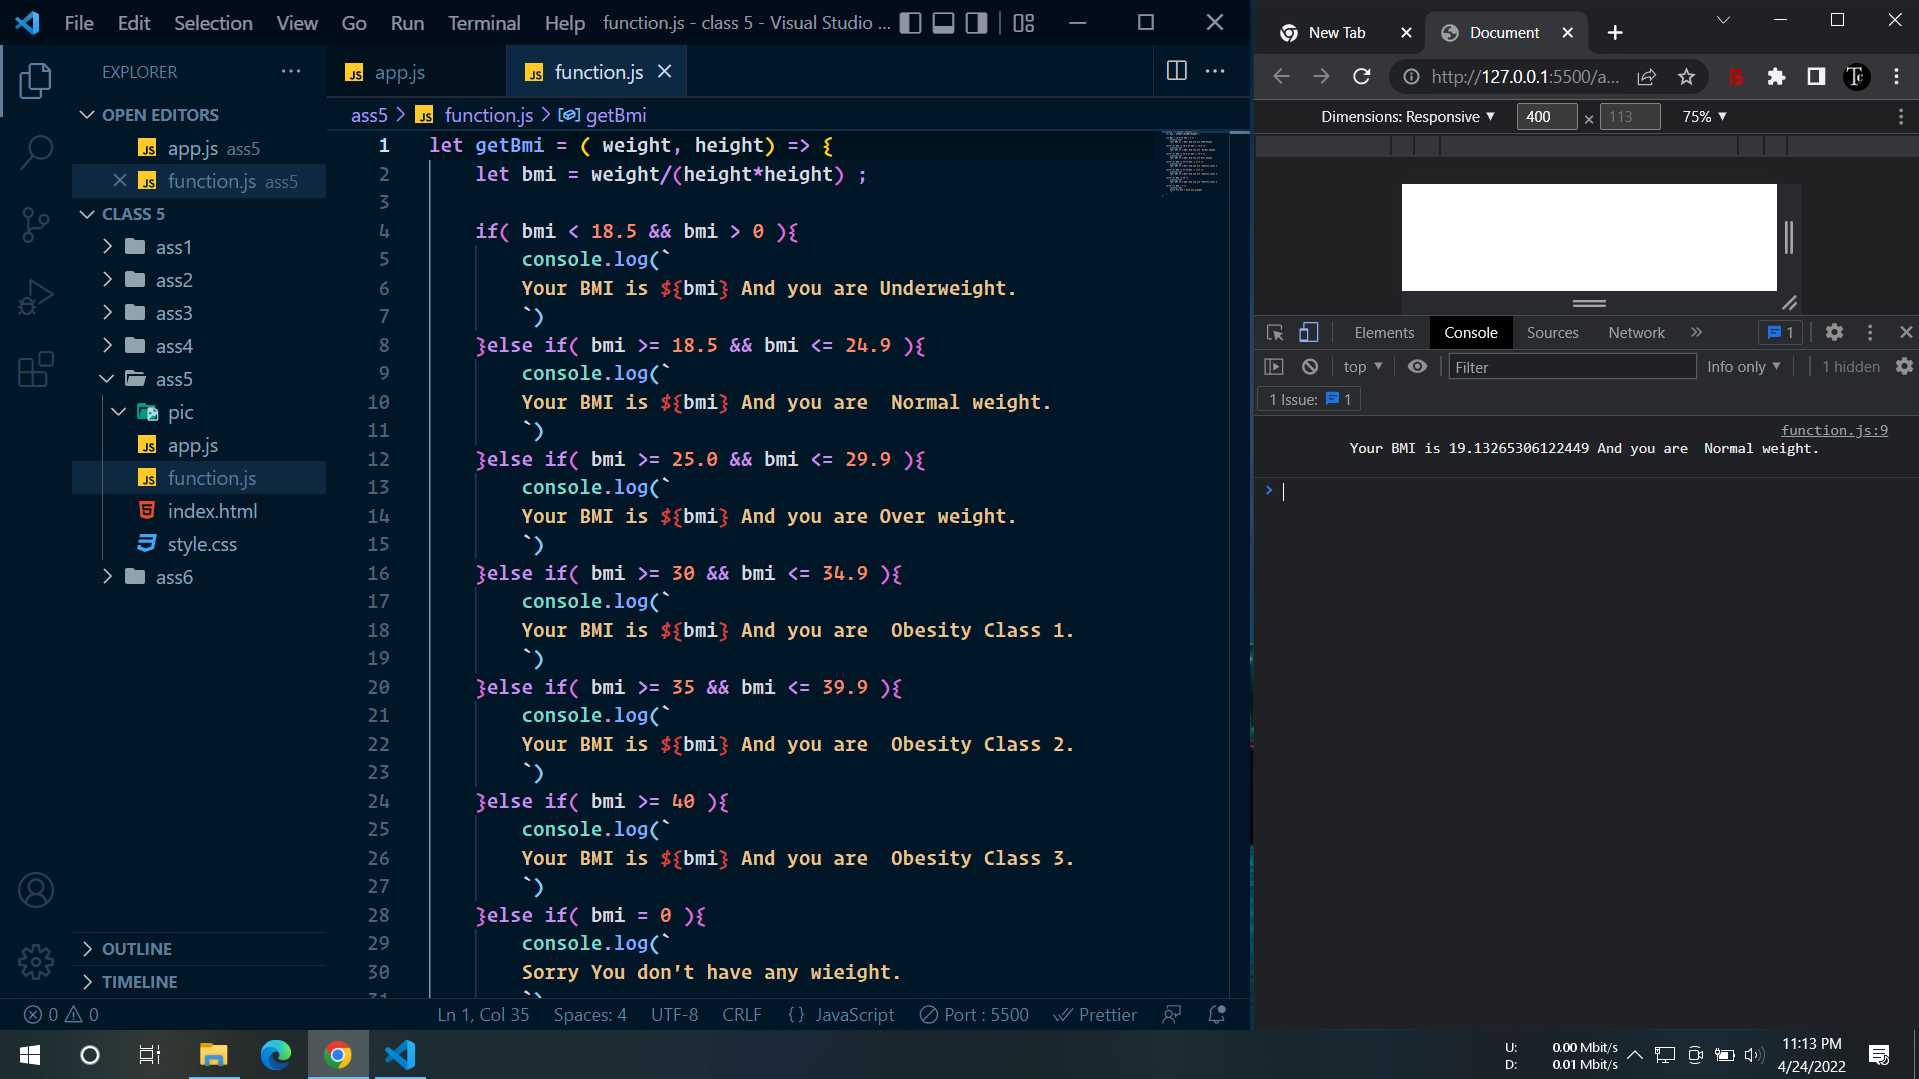 File Edit Selection View Go Run Terminal Help function.js - class 5 - Visual Studio ...
EXPLORER
OPEN EDITORS
app.js ass5
function.js ass5
CLASS 5
ass1
ass2
ass3
ass4
ass5
pic
app.js
function.js
index.html
style.css
ass6
OUTLINE
TIMELINE
app.js function.js
ass5 > function.js > getBmi
1 let getBmi = ( weight, height) => {
2 let bmi = weight/(height*height) ;
3
4 if( bmi < 18.5 && bmi > 0 ){
5 console.log(`
6 Your BMI is ${bmi} And you are Underweight.
7 `)
8 }else if( bmi >= 18.5 && bmi <= 24.9 ){
9 console.log(`
10 Your BMI is ${bmi} And you are  Normal weight.
11 `)
12 }else if( bmi >= 25.0 && bmi <= 29.9 ){
13 console.log(`
14 Your BMI is ${bmi} And you are Over weight.
15 `)
16 }else if( bmi >= 30 && bmi <= 34.9 ){
17 console.log(`
18 Your BMI is ${bmi} And you are  Obesity Class 1.
19 `)
20 }else if( bmi >= 35 && bmi <= 39.9 ){
21 console.log(`
22 Your BMI is ${bmi} And you are  Obesity Class 2.
23 `)
24 }else if( bmi >= 40 ){
25 console.log(`
26 Your BMI is ${bmi} And you are  Obesity Class 3.
27 `)
28 }else if( bmi = 0 ){
29 console.log(`
30 Sorry You don't have any wieight.
31 `)
0 0 Ln 1, Col 35 Spaces: 4 UTF-8 CRLF {} JavaScript Port : 5500 Prettier
New Tab Document
http://127.0.0.1:5500/a...
Dimensions: Responsive 400 × 113 75%
Elements Console Sources Network » 1
top Filter Info only 1 hidden
1 Issue: 1
function.js:9
Your BMI is 19.13265306122449 And you are  Normal weight.
>
U: 0.00 Mbit/s
D: 0.01 Mbit/s
11:13 PM
4/24/2022